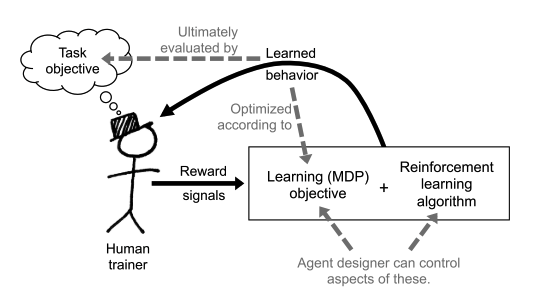 Task
objective
Ultimately
evaluated by
Learned
behavior
Optimized
according to
Reward
signals
Learning (MDP)
objective
+
Reinforcement
learning
algorithm
Human
trainer
Agent designer can control
aspects of these.